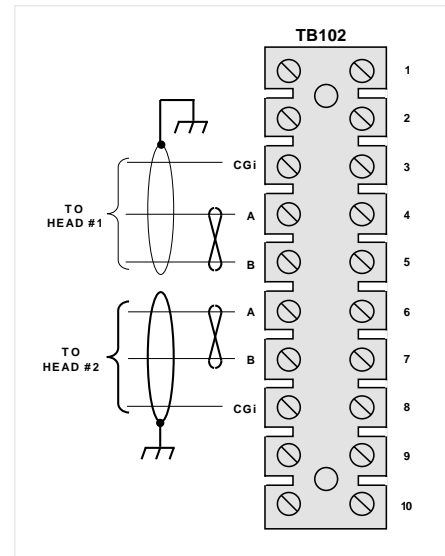 TB102
1
2
CGi 3
TO
HEAD #1
A 4
B 5
A 6
TO
HEAD #2
B 7
CGi 8
9
10